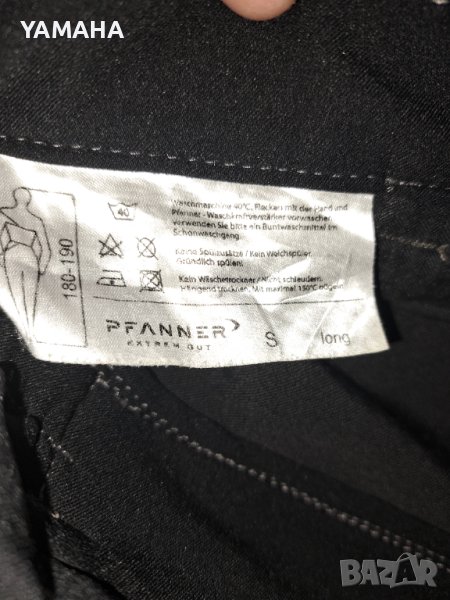 YAMAHA
40
Waschmaschine 40°C, Flecken mit der Hand und
Pfanner - Waschkraftverstärker vorwaschen
verwenden Sie bitte ein Buntwaschmittel im
Schonwaschgang.
Keine Spülzusätze / Kein Weichspüler
Gründlich spülen!
Kein Wäschetrockner / Nicht schleudern.
Hängend trocknen. Mit maximal 150°C bügeln
180-190
PFANNER
EXTREM GUT
S
long
BAZAR